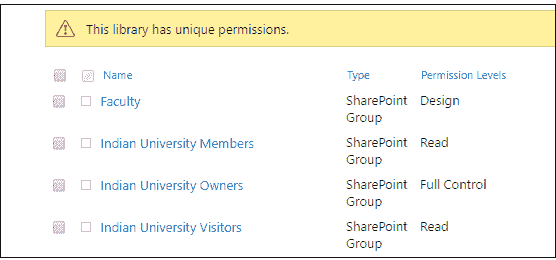 This library has unique permissions.
Name Type Permission Levels
Faculty SharePoint Group Design
Indian University Members SharePoint Group Read
Indian University Owners SharePoint Group Full Control
Indian University Visitors SharePoint Group Read